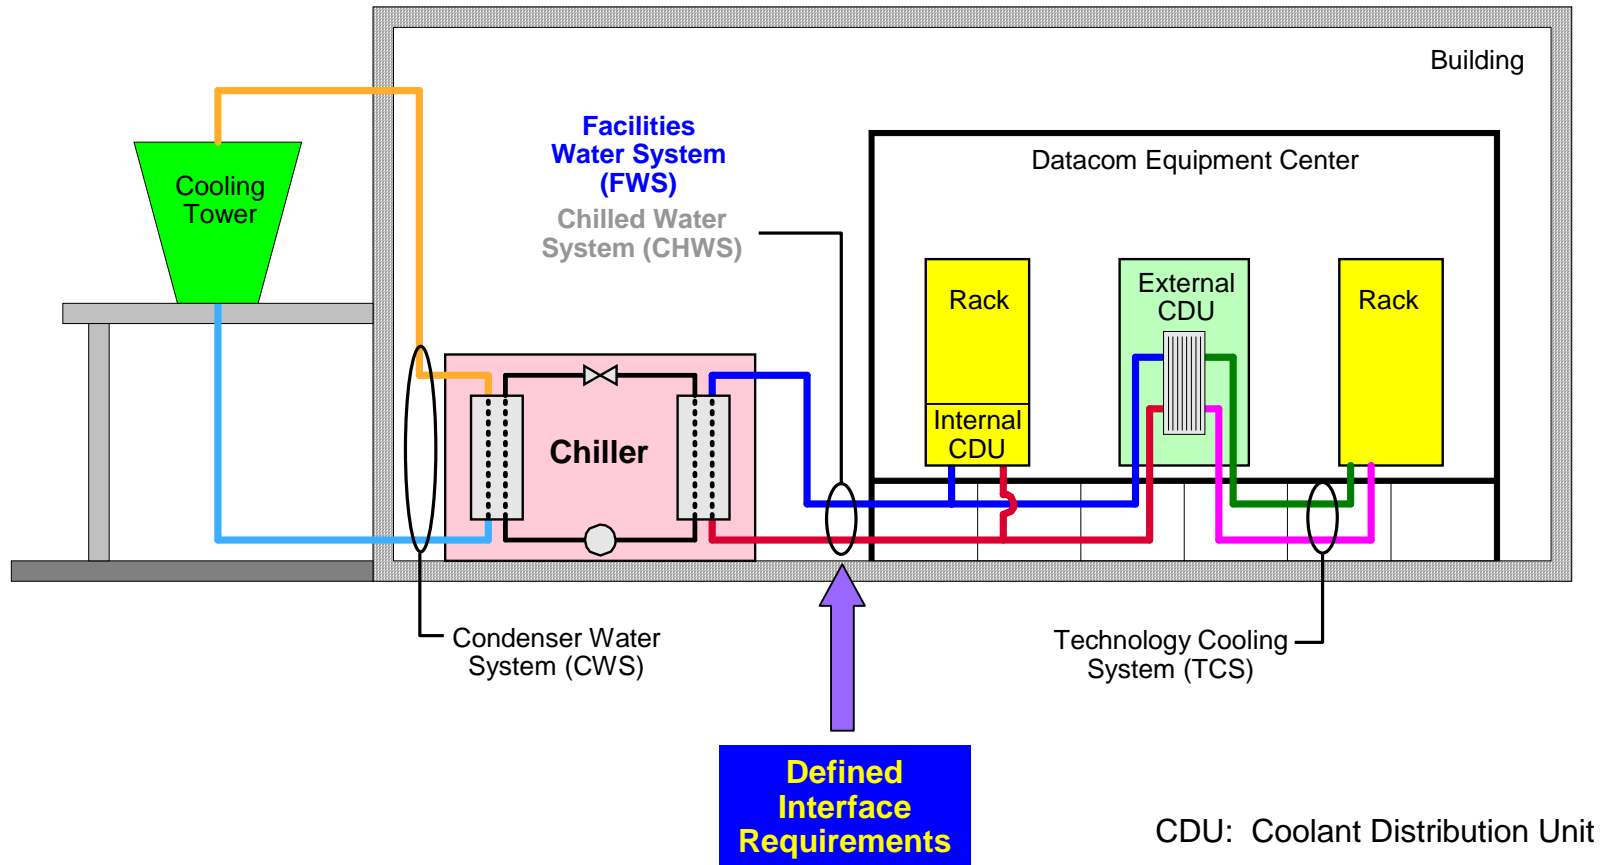 Building
Facilities
Water System
(FWS)
Chilled Water
System (CHWS)
Datacom Equipment Center
Cooling
Tower
Rack
External
CDU
Rack
Internal
CDU
Chiller
Condenser Water
System (CWS)
Technology Cooling
System (TCS)
Defined
Interface
Requirements
CDU: Coolant Distribution Unit